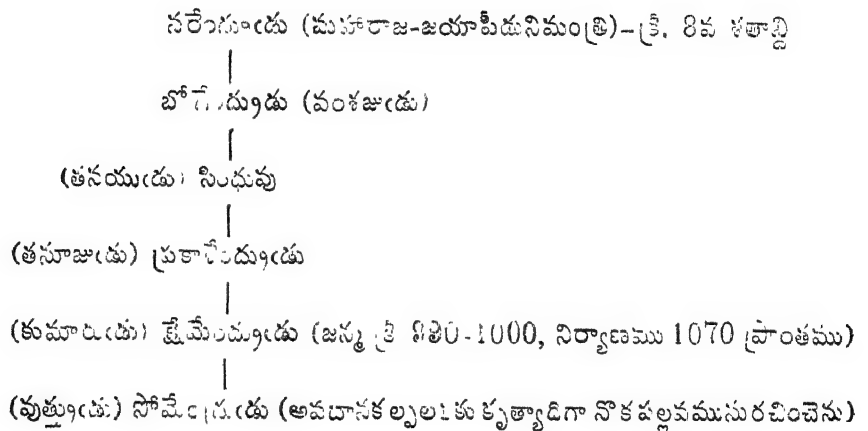 నరేంద్రుఁడు (మహారాజ-జయాపీడునిమంత్రి)-క్రీ. 8వ శతాబ్ది
భోగేంద్రుడు (వంశజుఁడు)
(తనయుఁడు) సింధువు
(తనూజుఁడు) ప్రకాశేంద్రుఁడు
(కుమారుఁడు) క్షేమేంద్రుఁడు (జన్మ క్రీ 990-1000, నిర్యాణము 1070 ప్రాంతము)
(పుత్త్రుఁడు) సోమేంద్రుఁడు (అవదానకల్పలతకు కృత్యాదిగా నొకపల్లవమునురచించెను)